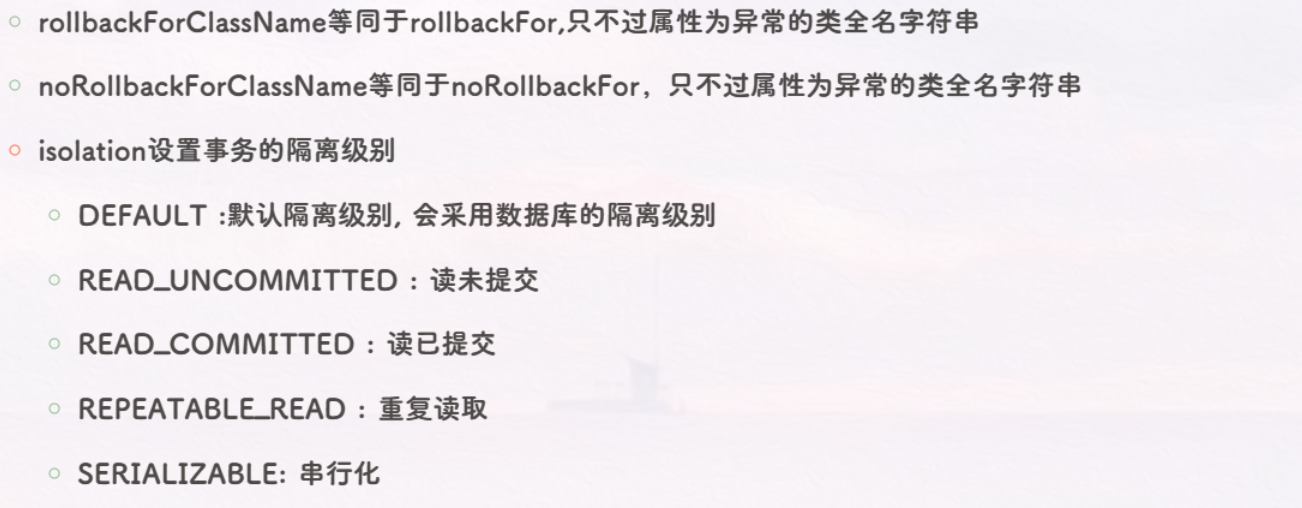 rollbackForClassName等同于rollbackFor,只不过属性为异常的类全名字符串
noRollbackForClassName等同于noRollbackFor，只不过属性为异常的类全名字符串
isolation设置事务的隔离级别
DEFAULT :默认隔离级别, 会采用数据库的隔离级别
READ_UNCOMMITTED : 读未提交
READ_COMMITTED : 读已提交
REPEATABLE_READ : 重复读取
SERIALIZABLE: 串行化